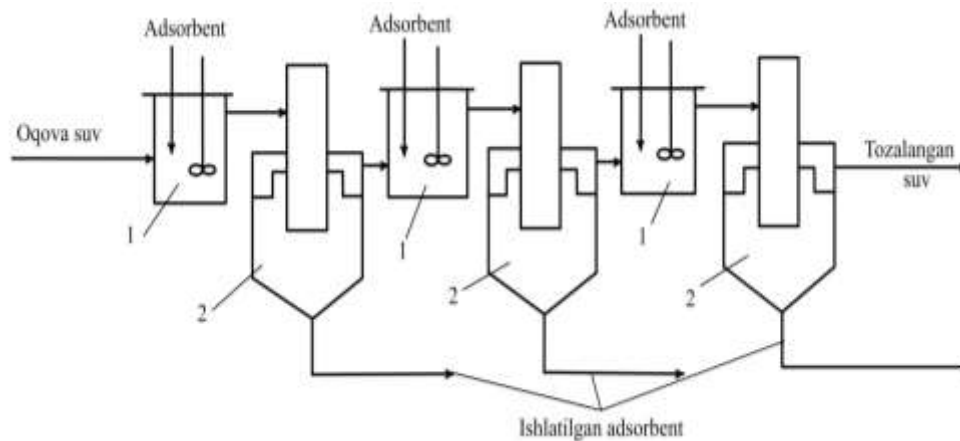 Adsorbent
Adsorbent
Adsorbent
Oqova suv
Tozalangan
suv
1
1
1
2
2
2
Ishlatilgan adsorbent